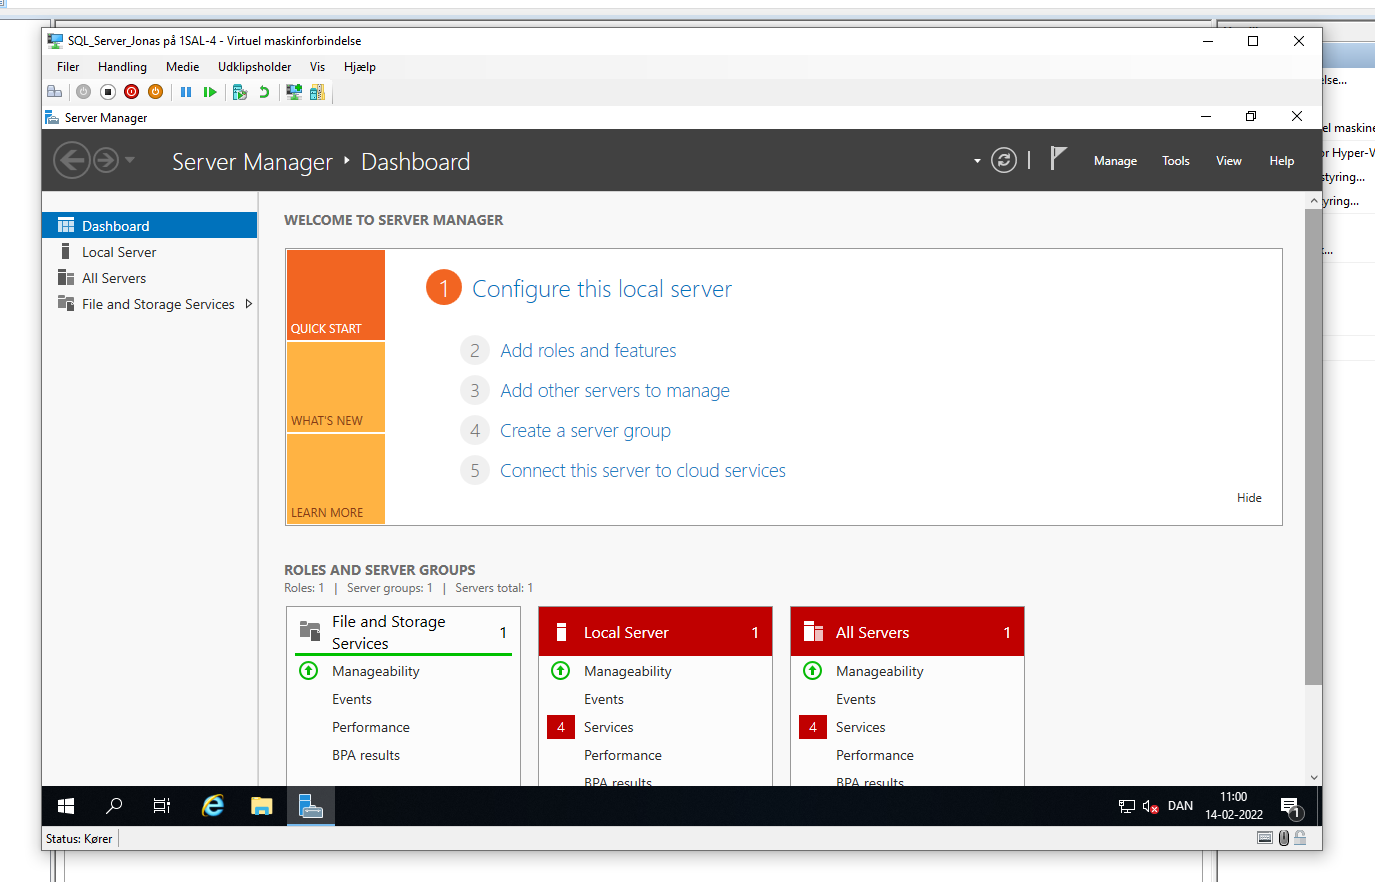 SQL_Server_Jonas på 1SAL-4 - Virtuel maskinforbindelse
Filer Handling Medie Udklipsholder Vis Hjælp
Server Manager
Server Manager Dashboard
Manage Tools View Help
Dashboard
Local Server
All Servers
File and Storage Services
WELCOME TO SERVER MANAGER
QUICK START
WHAT'S NEW
LEARN MORE
1 Configure this local server
2 Add roles and features
3 Add other servers to manage
4 Create a server group
5 Connect this server to cloud services
Hide
ROLES AND SERVER GROUPS
Roles: 1 | Server groups: 1 | Servers total: 1
File and Storage
Services 1
Manageability
Events
Performance
BPA results
Local Server 1
Manageability
Events
4 Services
Performance
BPA results
All Servers 1
Manageability
Events
4 Services
Performance
BPA results
DAN
11:00
14-02-2022
1
Status: Kører
lse...
el maskine
or Hyper-V
styring...
yring...